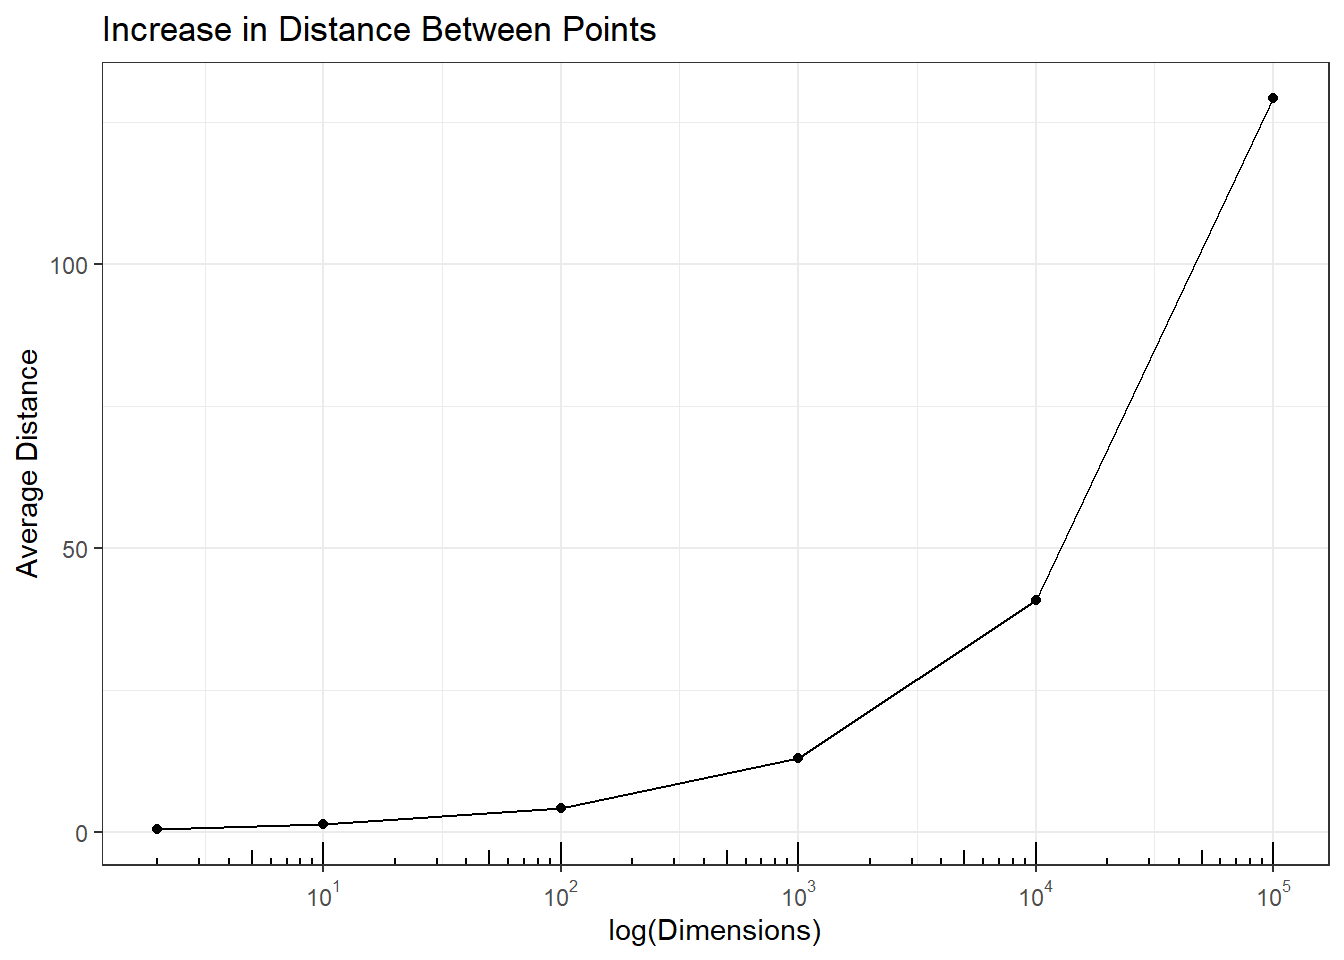 Increase in Distance Between Points
Average Distance
100
50
0
10¹ 10² 10³ 10⁴ 10⁵
log(Dimensions)